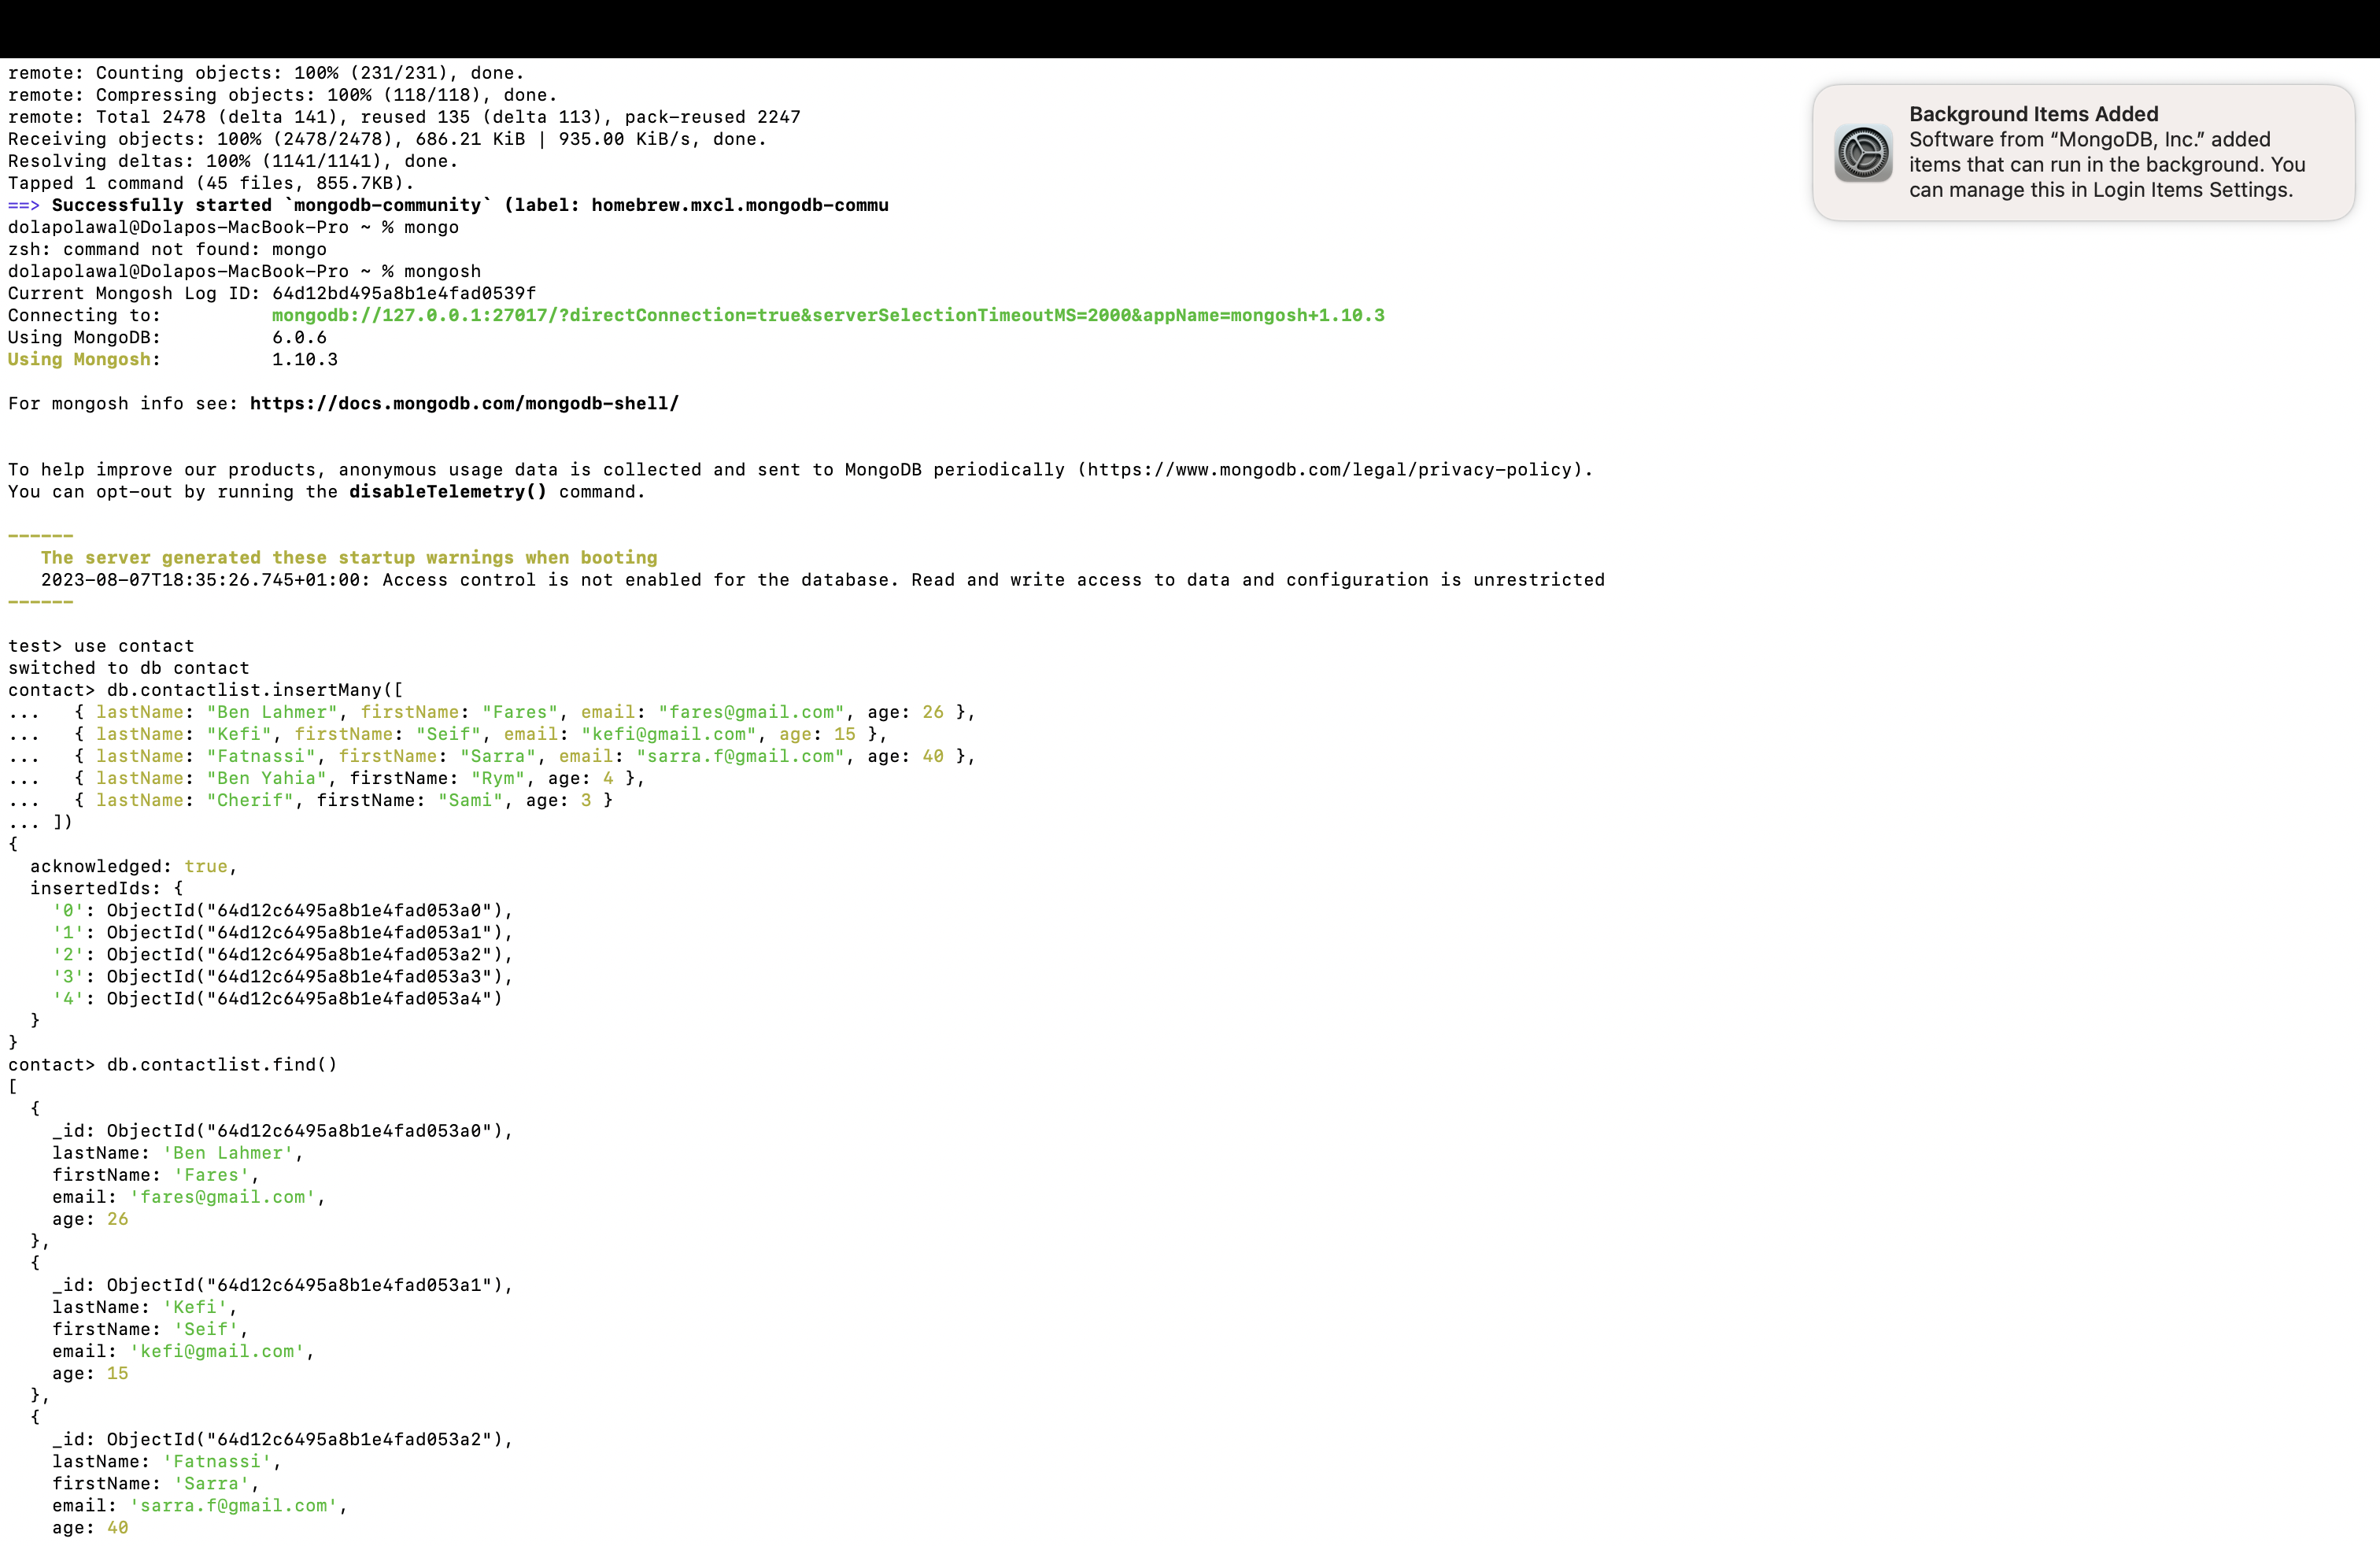 remote: Counting objects: 100% (231/231), done.
remote: Compressing objects: 100% (118/118), done.
remote: Total 2478 (delta 141), reused 135 (delta 113), pack-reused 2247
Receiving objects: 100% (2478/2478), 686.21 KiB | 935.00 KiB/s, done.
Resolving deltas: 100% (1141/1141), done.
Tapped 1 command (45 files, 855.7KB).
==> Successfully started `mongodb-community` (label: homebrew.mxcl.mongodb-commu
dolapolawal@Dolapos-MacBook-Pro ~ % mongo
zsh: command not found: mongo
dolapolawal@Dolapos-MacBook-Pro ~ % mongosh
Current Mongosh Log ID: 64d12bd495a8b1e4fad0539f
Connecting to:          mongodb://127.0.0.1:27017/?directConnection=true&serverSelectionTimeoutMS=2000&appName=mongosh+1.10.3
Using MongoDB:          6.0.6
Using Mongosh:          1.10.3
For mongosh info see: https://docs.mongodb.com/mongodb-shell/
To help improve our products, anonymous usage data is collected and sent to MongoDB periodically (https://www.mongodb.com/legal/privacy-policy).
You can opt-out by running the disableTelemetry() command.
------
   The server generated these startup warnings when booting
   2023-08-07T18:35:26.745+01:00: Access control is not enabled for the database. Read and write access to data and configuration is unrestricted
------
test> use contact
switched to db contact
contact> db.contactlist.insertMany([
...   { lastName: "Ben Lahmer", firstName: "Fares", email: "fares@gmail.com", age: 26 },
...   { lastName: "Kefi", firstName: "Seif", email: "kefi@gmail.com", age: 15 },
...   { lastName: "Fatnassi", firstName: "Sarra", email: "sarra.f@gmail.com", age: 40 },
...   { lastName: "Ben Yahia", firstName: "Rym", age: 4 },
...   { lastName: "Cherif", firstName: "Sami", age: 3 }
... ])
{
  acknowledged: true,
  insertedIds: {
    '0': ObjectId("64d12c6495a8b1e4fad053a0"),
    '1': ObjectId("64d12c6495a8b1e4fad053a1"),
    '2': ObjectId("64d12c6495a8b1e4fad053a2"),
    '3': ObjectId("64d12c6495a8b1e4fad053a3"),
    '4': ObjectId("64d12c6495a8b1e4fad053a4")
  }
}
contact> db.contactlist.find()
[
  {
    _id: ObjectId("64d12c6495a8b1e4fad053a0"),
    lastName: 'Ben Lahmer',
    firstName: 'Fares',
    email: 'fares@gmail.com',
    age: 26
  },
  {
    _id: ObjectId("64d12c6495a8b1e4fad053a1"),
    lastName: 'Kefi',
    firstName: 'Seif',
    email: 'kefi@gmail.com',
    age: 15
  },
  {
    _id: ObjectId("64d12c6495a8b1e4fad053a2"),
    lastName: 'Fatnassi',
    firstName: 'Sarra',
    email: 'sarra.f@gmail.com',
    age: 40
Background Items Added
Software from “MongoDB, Inc.” added
items that can run in the background. You
can manage this in Login Items Settings.